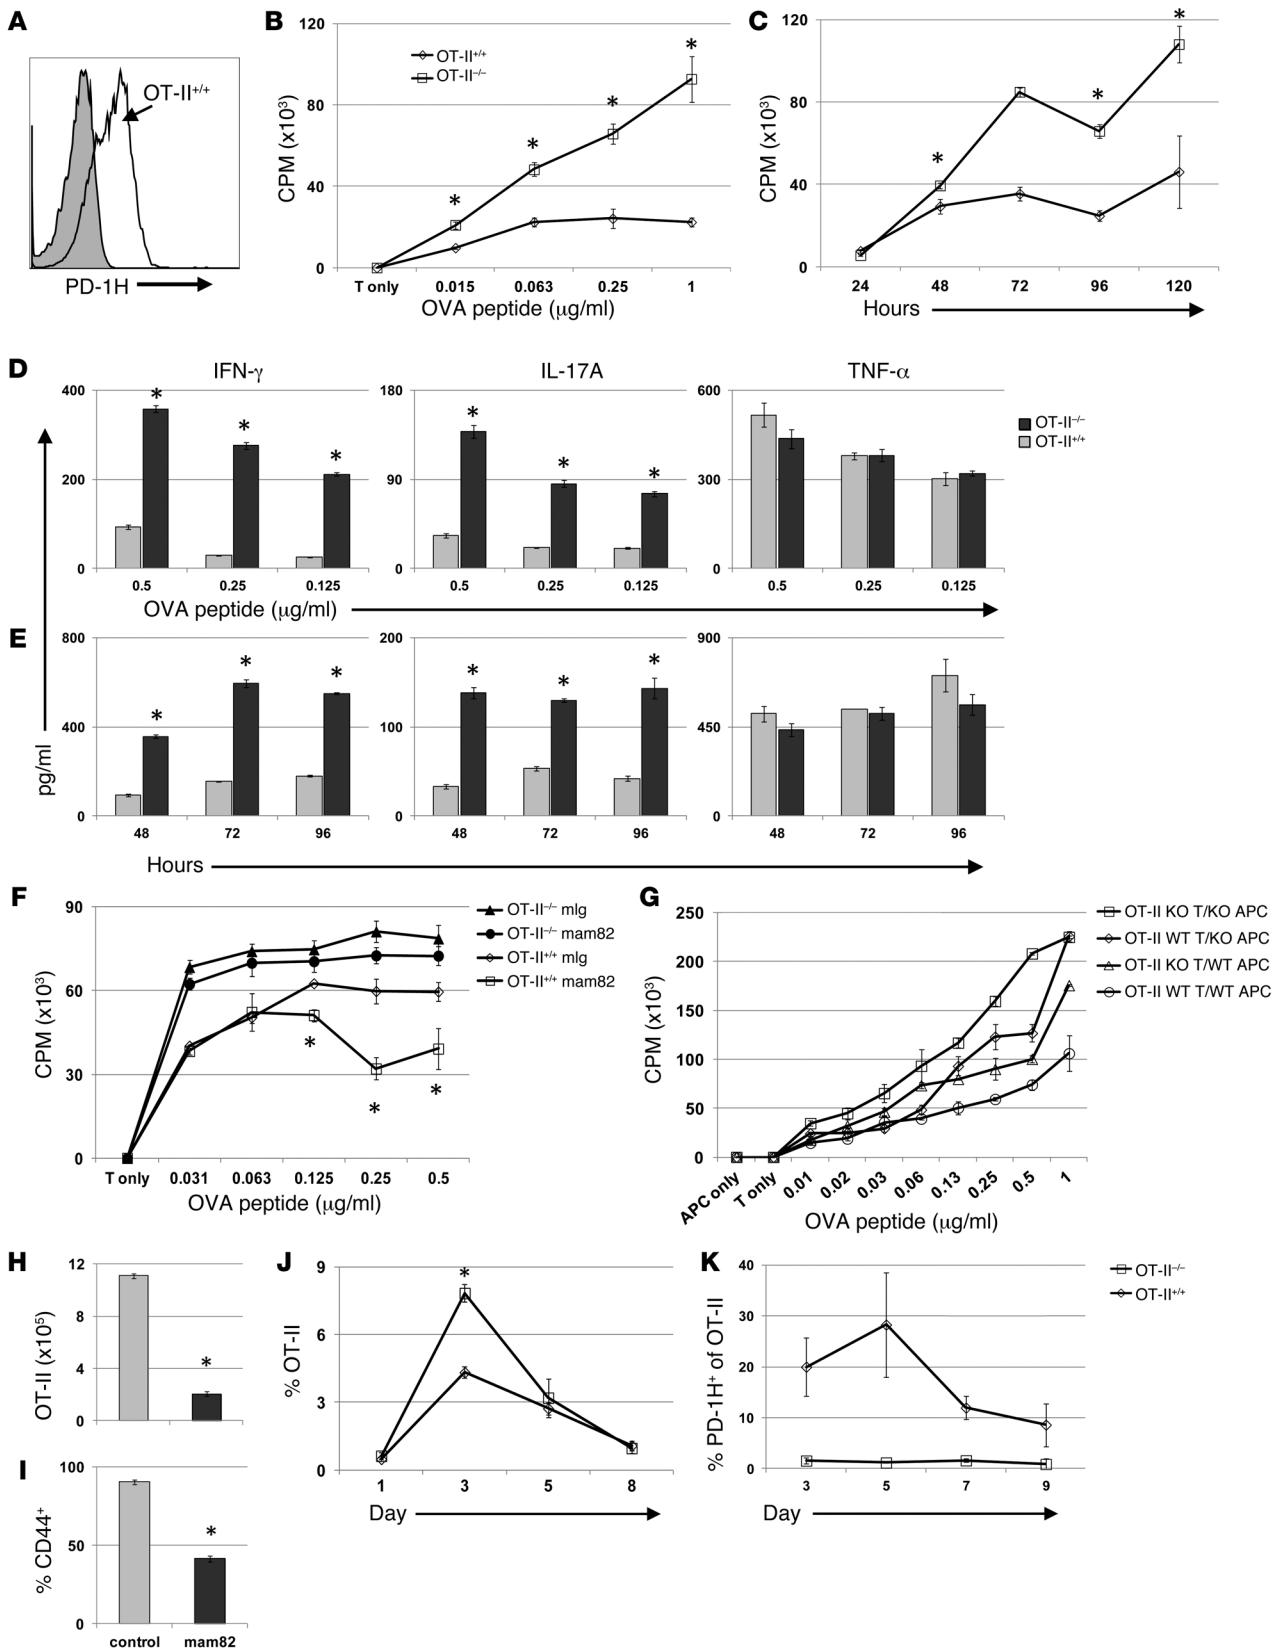 A
OT-II+/+
PD-1H
B
120
80
40
0
CPM (x10³)
OT-II+/+
OT-II–/–
*
*
*
*
T only 0.015 0.063 0.25 1
OVA peptide (μg/ml)
C
120
80
40
0
CPM (x10³)
*
*
*
24 48 72 96 120
Hours
D
IFN-γ
400
200
0
*
*
*
0.5 0.25 0.125
IL-17A
180
90
0
*
*
*
0.5 0.25 0.125
TNF-α
600
300
0
0.5 0.25 0.125
OT-II–/–
OT-II+/+
OVA peptide (μg/ml)
E
pg/ml
800
400
0
*
*
*
48 72 96
200
100
0
*
*
*
48 72 96
900
450
0
48 72 96
Hours
F
90
60
30
0
CPM (x10³)
OT-II–/– mIg
OT-II–/– mam82
OT-II+/+ mIg
OT-II+/+ mam82
*
*
*
T only 0.031 0.063 0.125 0.25 0.5
OVA peptide (μg/ml)
G
250
200
150
100
50
0
CPM (x10³)
OT-II KO T/KO APC
OT-II WT T/KO APC
OT-II KO T/WT APC
OT-II WT T/WT APC
APC only T only 0.01 0.02 0.03 0.06 0.13 0.25 0.5 1
OVA peptide (μg/ml)
H
12
8
4
0
OT-II (x10⁵)
*
I
100
50
0
% CD44+
*
control mam82
J
9
6
3
0
% OT-II
*
1 3 5 8
Day
K
40
30
20
10
0
% PD-1H+ of OT-II
OT-II–/–
OT-II+/+
3 5 7 9
Day